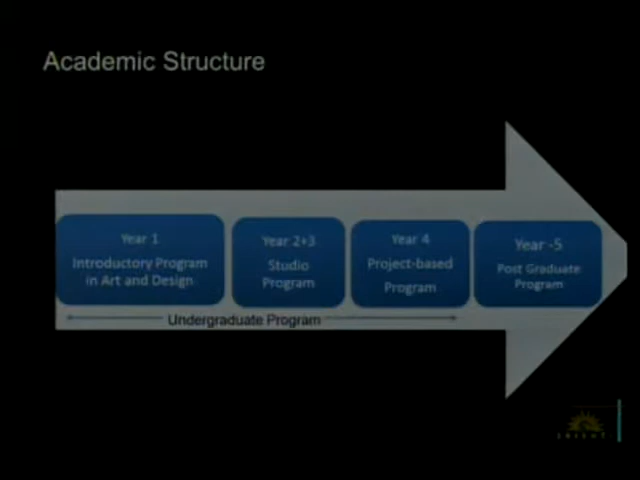 Academic Structure
Year 1
Introductory Program
in Art and Design
Year 2+3
Studio
Program
Year 4
Project-based
Program
Year -5
Post Graduate
Program
Undergraduate Program